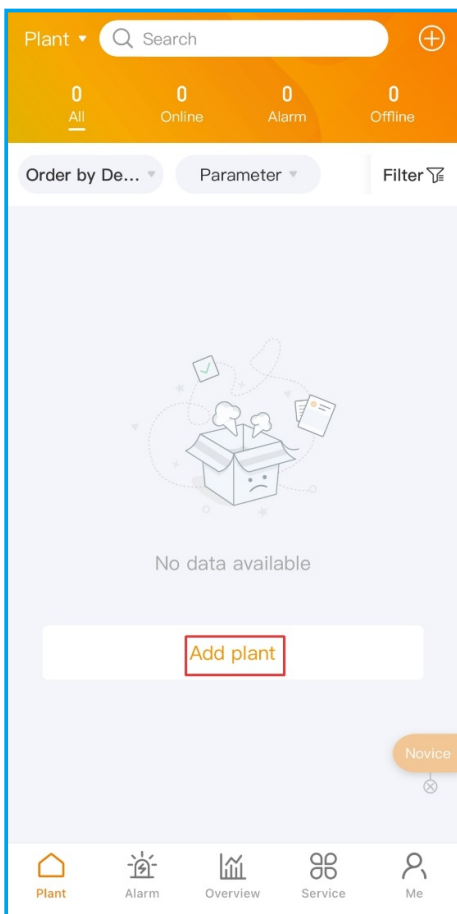 Plant Search
0 0 0 0
All Online Alarm Offline
Order by De... Parameter Filter
No data available
Add plant
Novice
Plant Alarm Overview Service Me